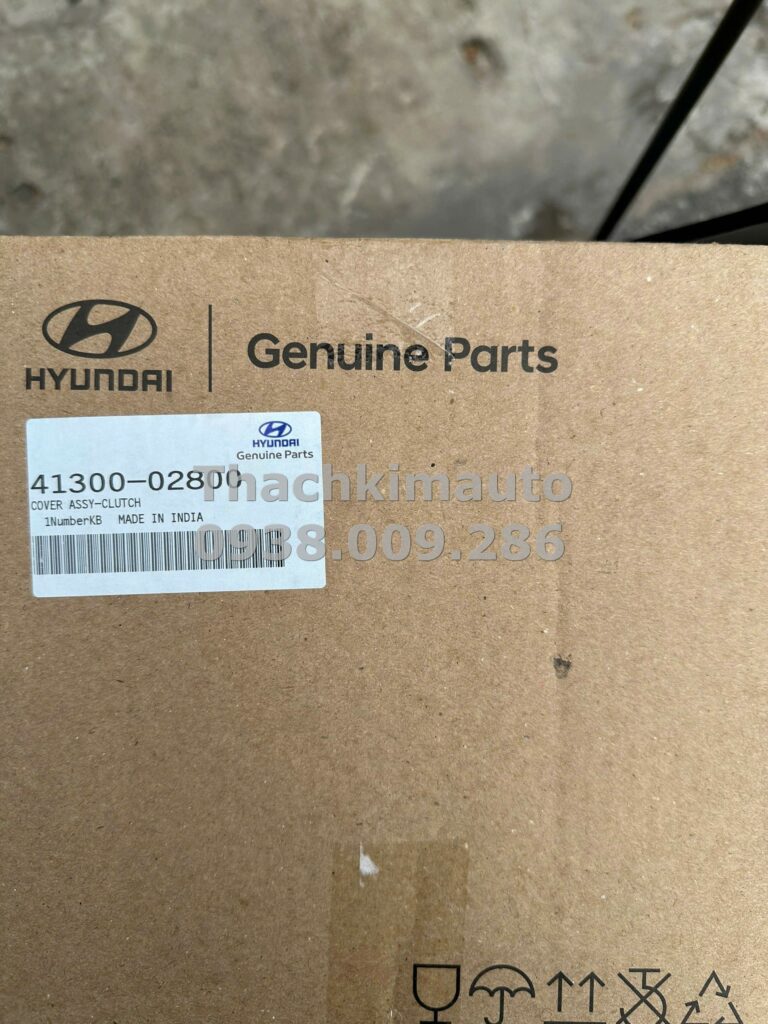 HYUNDAI
Genuine Parts
HYUNDAI
Genuine Parts
41300-02800
COVER ASSY-CLUTCH
1NumberKB MADE IN INDIA
Thachkimauto
0938.009.286